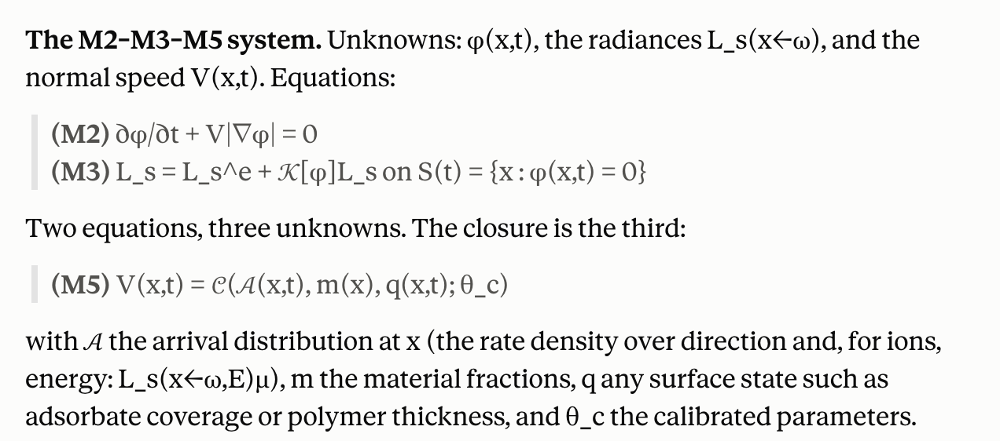 The M2–M3–M5 system. Unknowns: φ(x,t), the radiances L_s(x←ω), and the
normal speed V(x,t). Equations:
(M2) ∂φ/∂t + V|∇φ| = 0
(M3) L_s = L_s^e + 𝒦[φ]L_s on S(t) = {x : φ(x,t) = 0}
Two equations, three unknowns. The closure is the third:
(M5) V(x,t) = 𝒞(𝒜(x,t), m(x), q(x,t); θ_c)
with 𝒜 the arrival distribution at x (the rate density over direction and, for ions,
energy: L_s(x←ω,E)μ), m the material fractions, q any surface state such as
adsorbate coverage or polymer thickness, and θ_c the calibrated parameters.